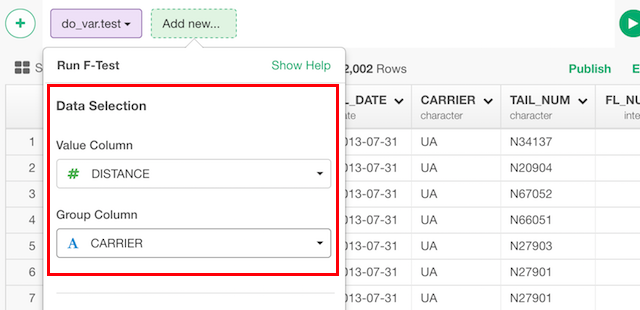 do_var.test
Add new...
Run F-Test
Show Help
2,002 Rows
Publish
Data Selection
Value Column
# DISTANCE
Group Column
A CARRIER
L_DATE CARRIER TAIL_NUM FL_NU
ate character character inte
1 013-07-31 UA N34137
2 013-07-31 UA N20904
3 013-07-31 UA N67052
4 013-07-31 UA N66051
5 013-07-31 UA N27903
6 013-07-31 UA N27901
7 013-07-31 UA N27901